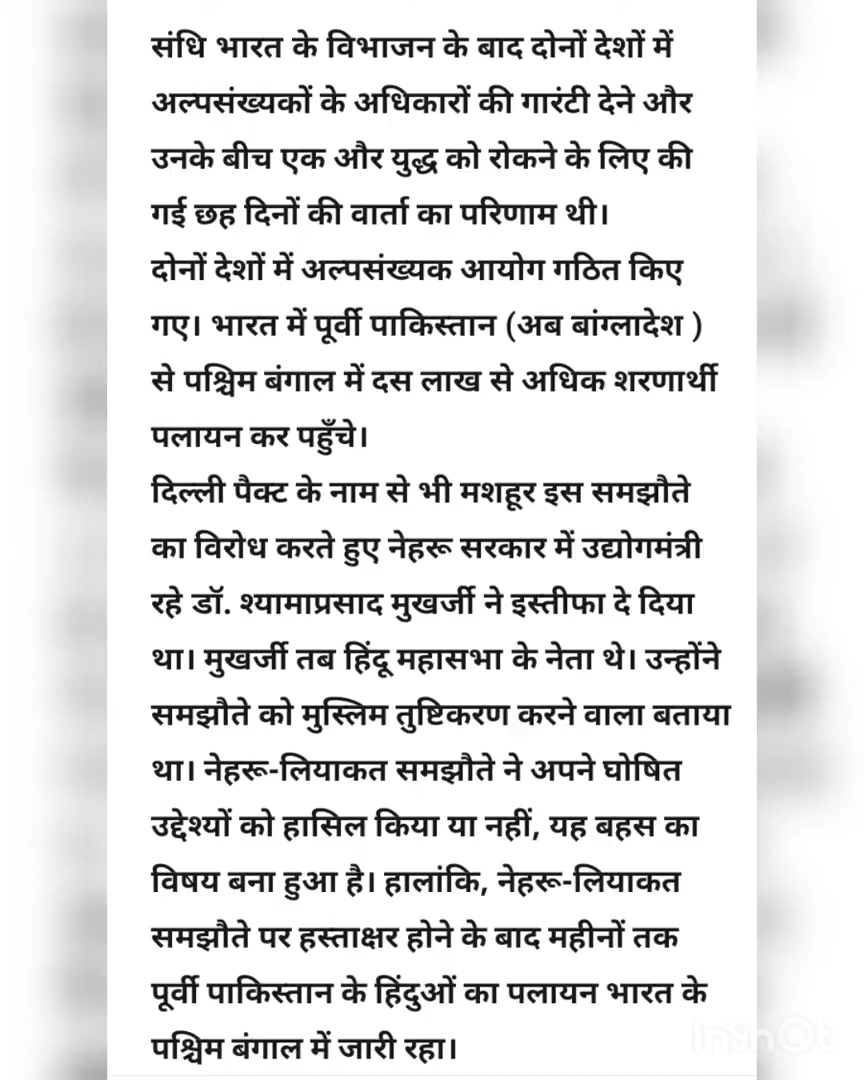 संधि भारत के विभाजन के बाद दोनों देशों में
अल्पसंख्यकों के अधिकारों की गारंटी देने और
उनके बीच एक और युद्ध को रोकने के लिए की
गई छह दिनों की वार्ता का परिणाम थी।
दोनों देशों में अल्पसंख्यक आयोग गठित किए
गए। भारत में पूर्वी पाकिस्तान (अब बांग्लादेश )
से पश्चिम बंगाल में दस लाख से अधिक शरणार्थी
पलायन कर पहुँचे।
दिल्ली पैक्ट के नाम से भी मशहूर इस समझौते
का विरोध करते हुए नेहरू सरकार में उद्योगमंत्री
रहे डॉ. श्यामाप्रसाद मुखर्जी ने इस्तीफा दे दिया
था। मुखर्जी तब हिंदू महासभा के नेता थे। उन्होंने
समझौते को मुस्लिम तुष्टिकरण करने वाला बताया
था। नेहरू-लियाकत समझौते ने अपने घोषित
उद्देश्यों को हासिल किया या नहीं, यह बहस का
विषय बना हुआ है। हालांकि, नेहरू-लियाकत
समझौते पर हस्ताक्षर होने के बाद महीनों तक
पूर्वी पाकिस्तान के हिंदुओं का पलायन भारत के
पश्चिम बंगाल में जारी रहा।
InShOt